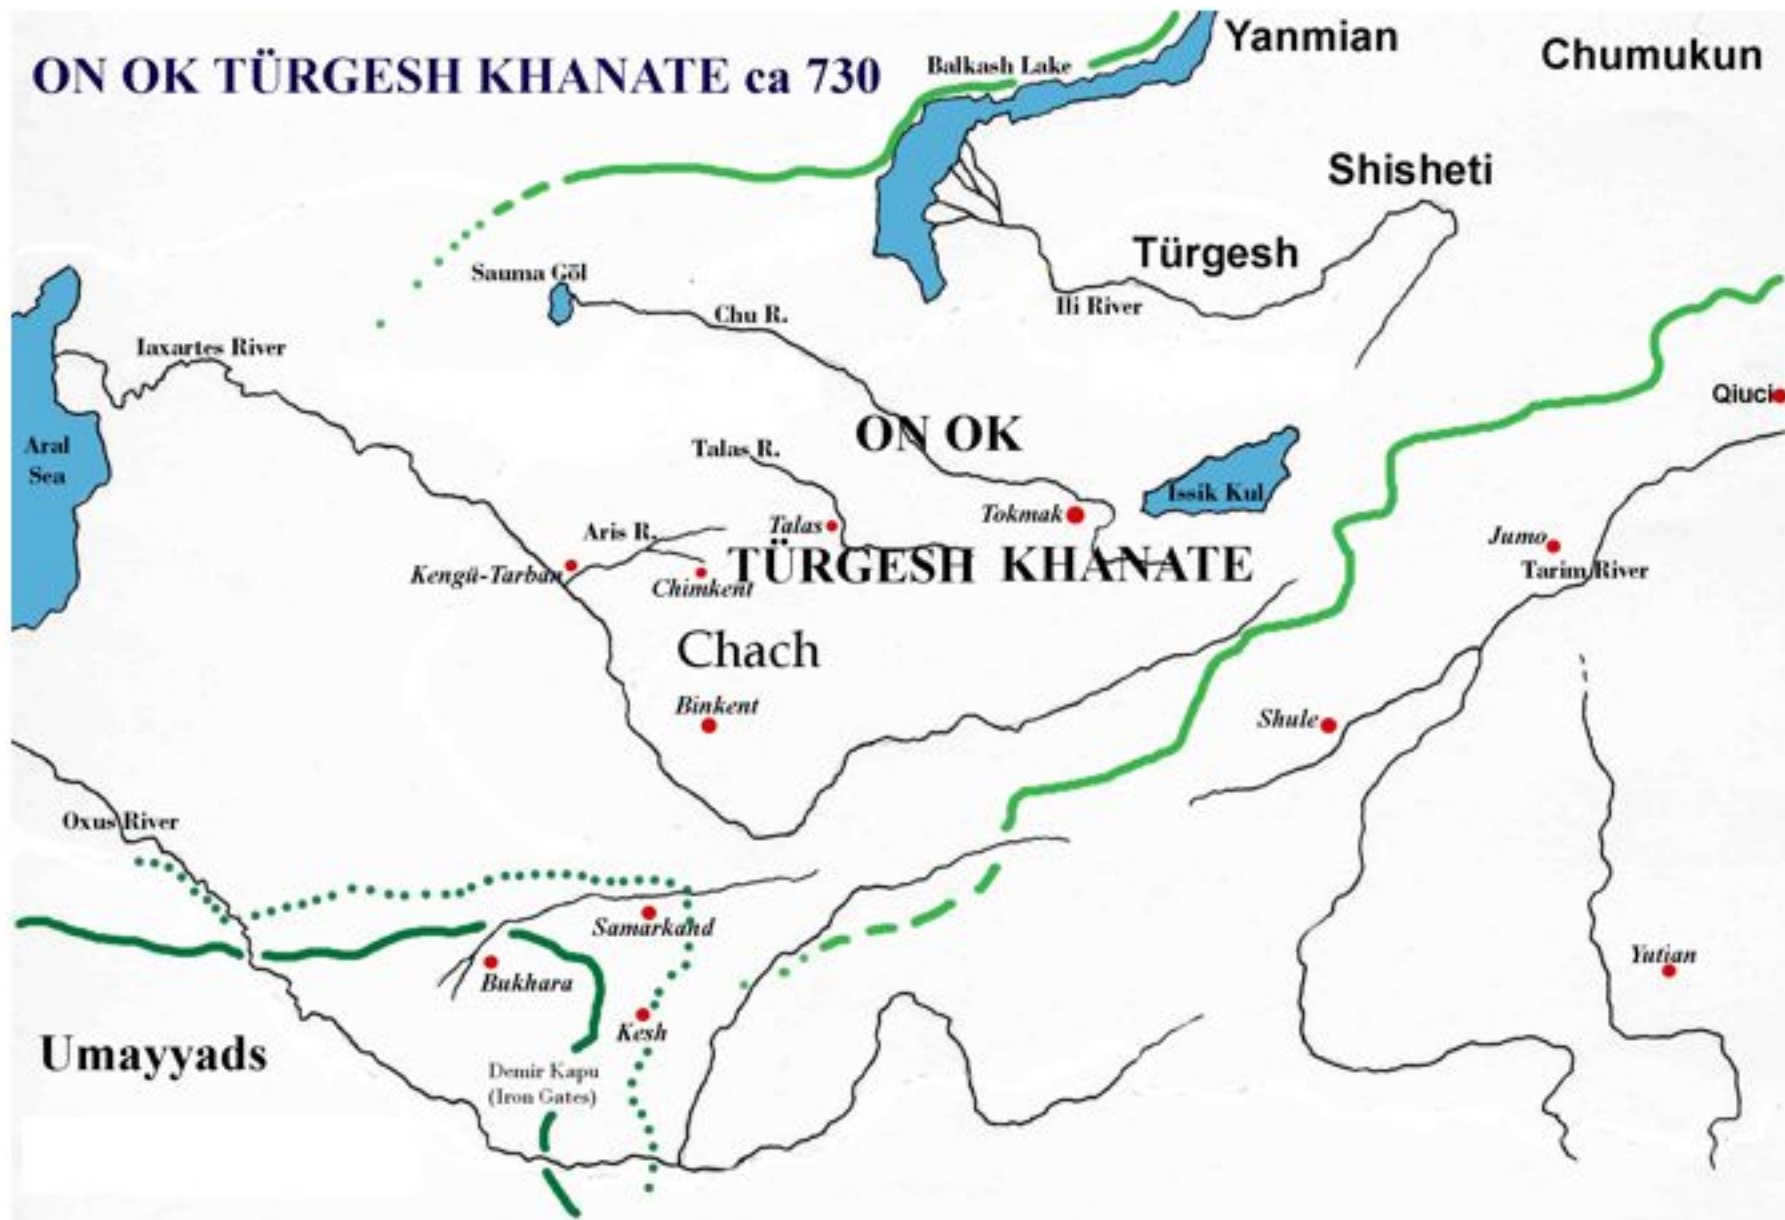 ON OK TÜRGESH KHANATE ca 730
Balkash Lake
Yanmian
Chumukun
Shisheti
Türgesh
Sauma Göl
Chu R.
Ili River
Iaxartes River
Qiuci
Aral
Sea
ON OK
Talas R.
Issik Kul
Tokmak
Talas
Aris R.
Jumo
Kengü-Tarban
Chimkent
TÜRGESH KHANATE
Tarim River
Chach
Binkent
Shule
Oxus River
Samarkand
Bukhara
Yutian
Kesh
Umayyads
Demir Kapu
(Iron Gates)